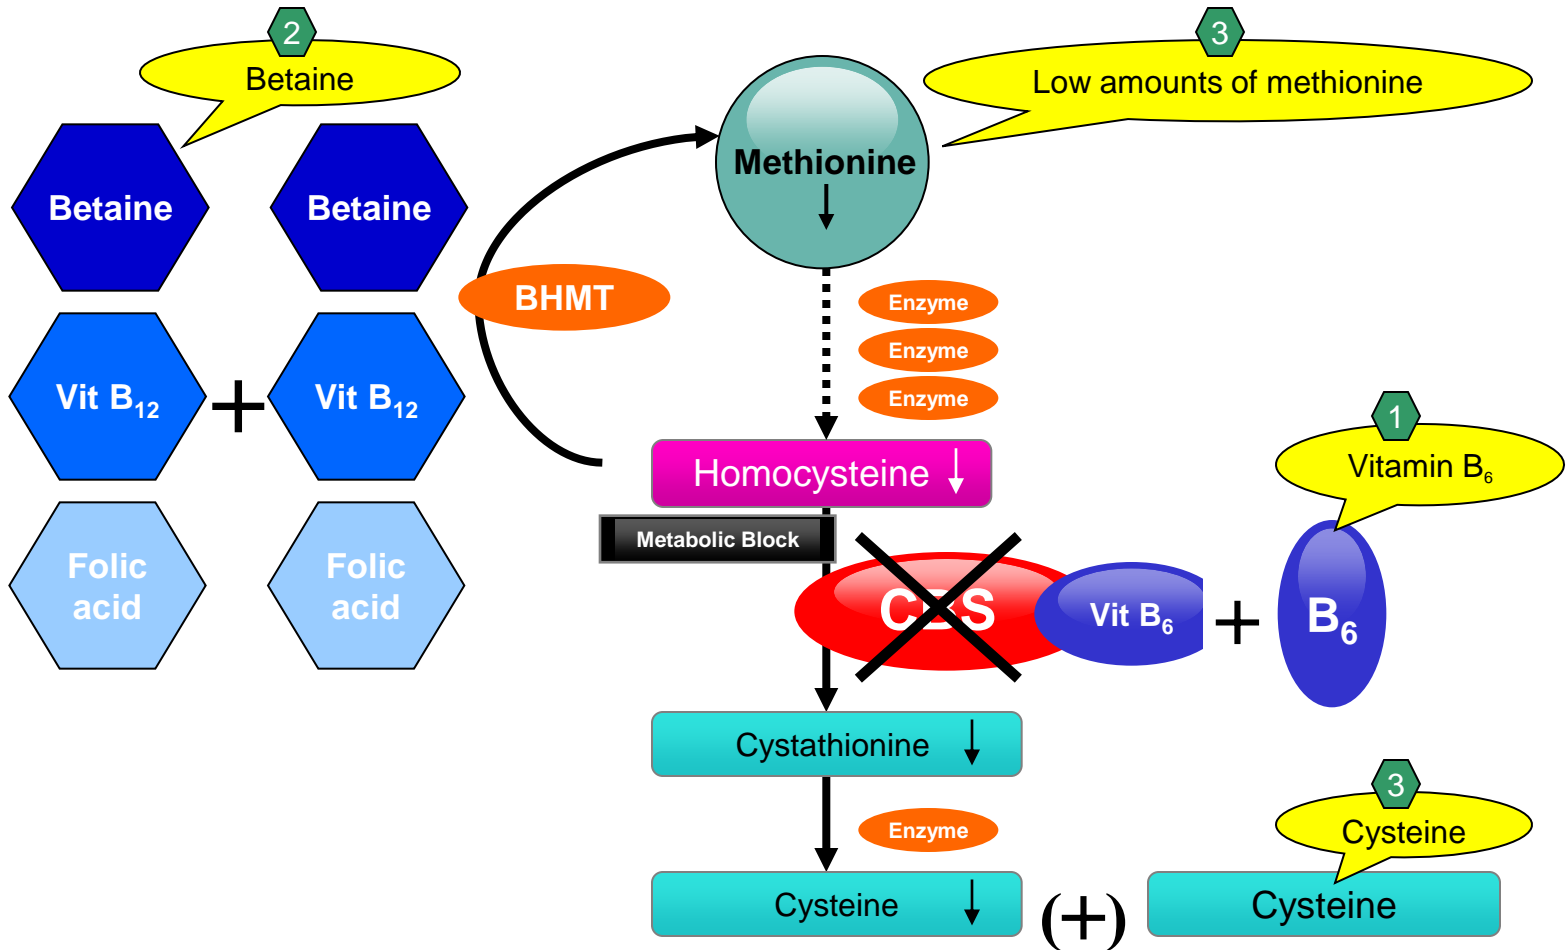 2
Betaine
3
Low amounts of methionine
Betaine
Betaine
Methionine
BHMT
Enzyme
Enzyme
Enzyme
Vit B₁₂
+
Vit B₁₂
1
Vitamin B₆
Homocysteine
Metabolic Block
Folic
acid
Folic
acid
CBS
Vit B₆
+
B₆
Cystathionine
3
Enzyme
Cysteine
Cysteine
(+)
Cysteine